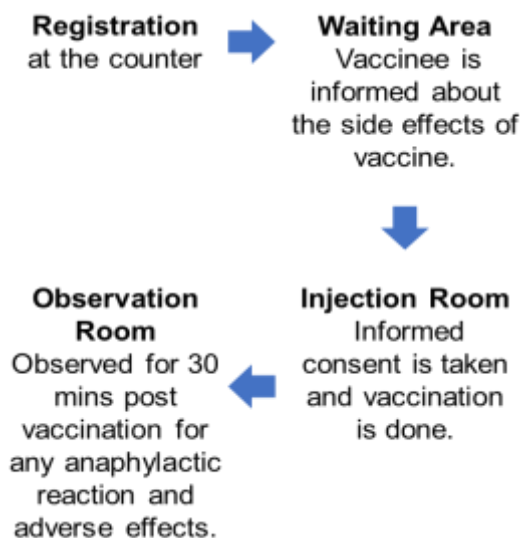 Registration
at the counter
Waiting Area
Vaccinee is
informed about
the side effects of
vaccine.
Injection Room
Informed
consent is taken
and vaccination
is done.
Observation
Room
Observed for 30
mins post
vaccination for
any anaphylactic
reaction and
adverse effects.